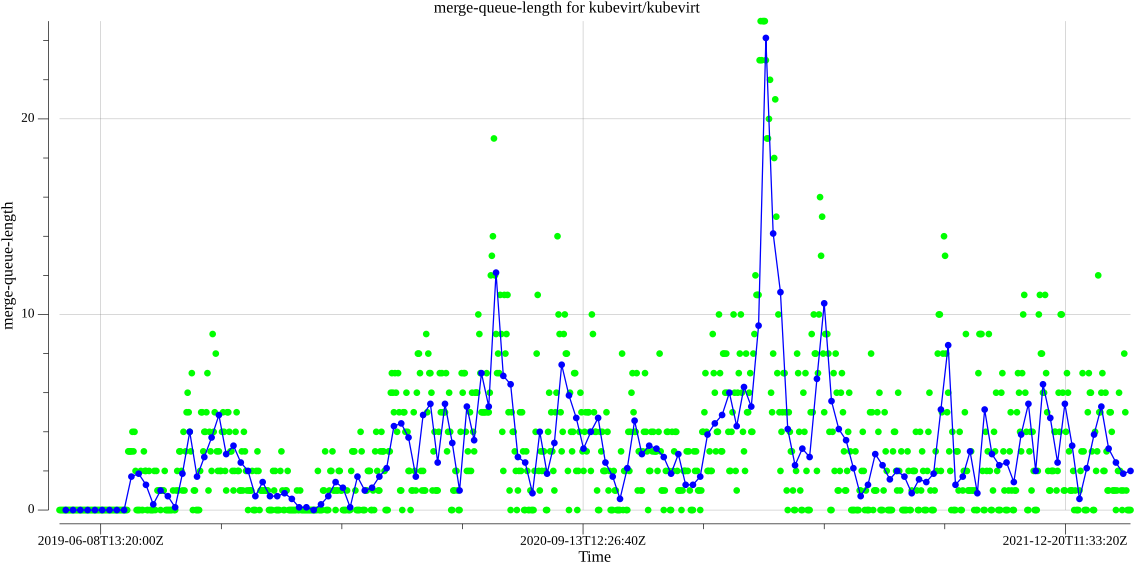 merge-queue-length for kubevirt/kubevirt
merge-queue-length
20
10
0
2019-06-08T13:20:00Z
2020-09-13T12:26:40Z
2021-12-20T11:33:20Z
Time